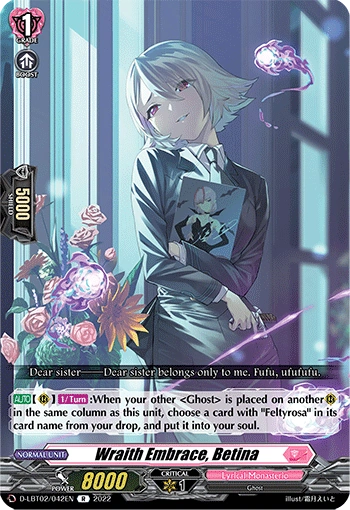 1
GRADE
BOOST
5000
SHIELD
Dear sister——Dear sister belongs only to me. Fufu, ufufufu.
AUTO【 】1/Turn :When your other <Ghost> is placed on another
in the same column as this unit, choose a card with "Feltyrosa" in its
card name from your drop, and put it into your soul.
NORMAL UNIT
Wraith Embrace, Betina
POWER 8000
CRITICAL
1
Lyrical Monasterio
Ghost
D-LBT02/042EN R 2022
illust/霜月えいと